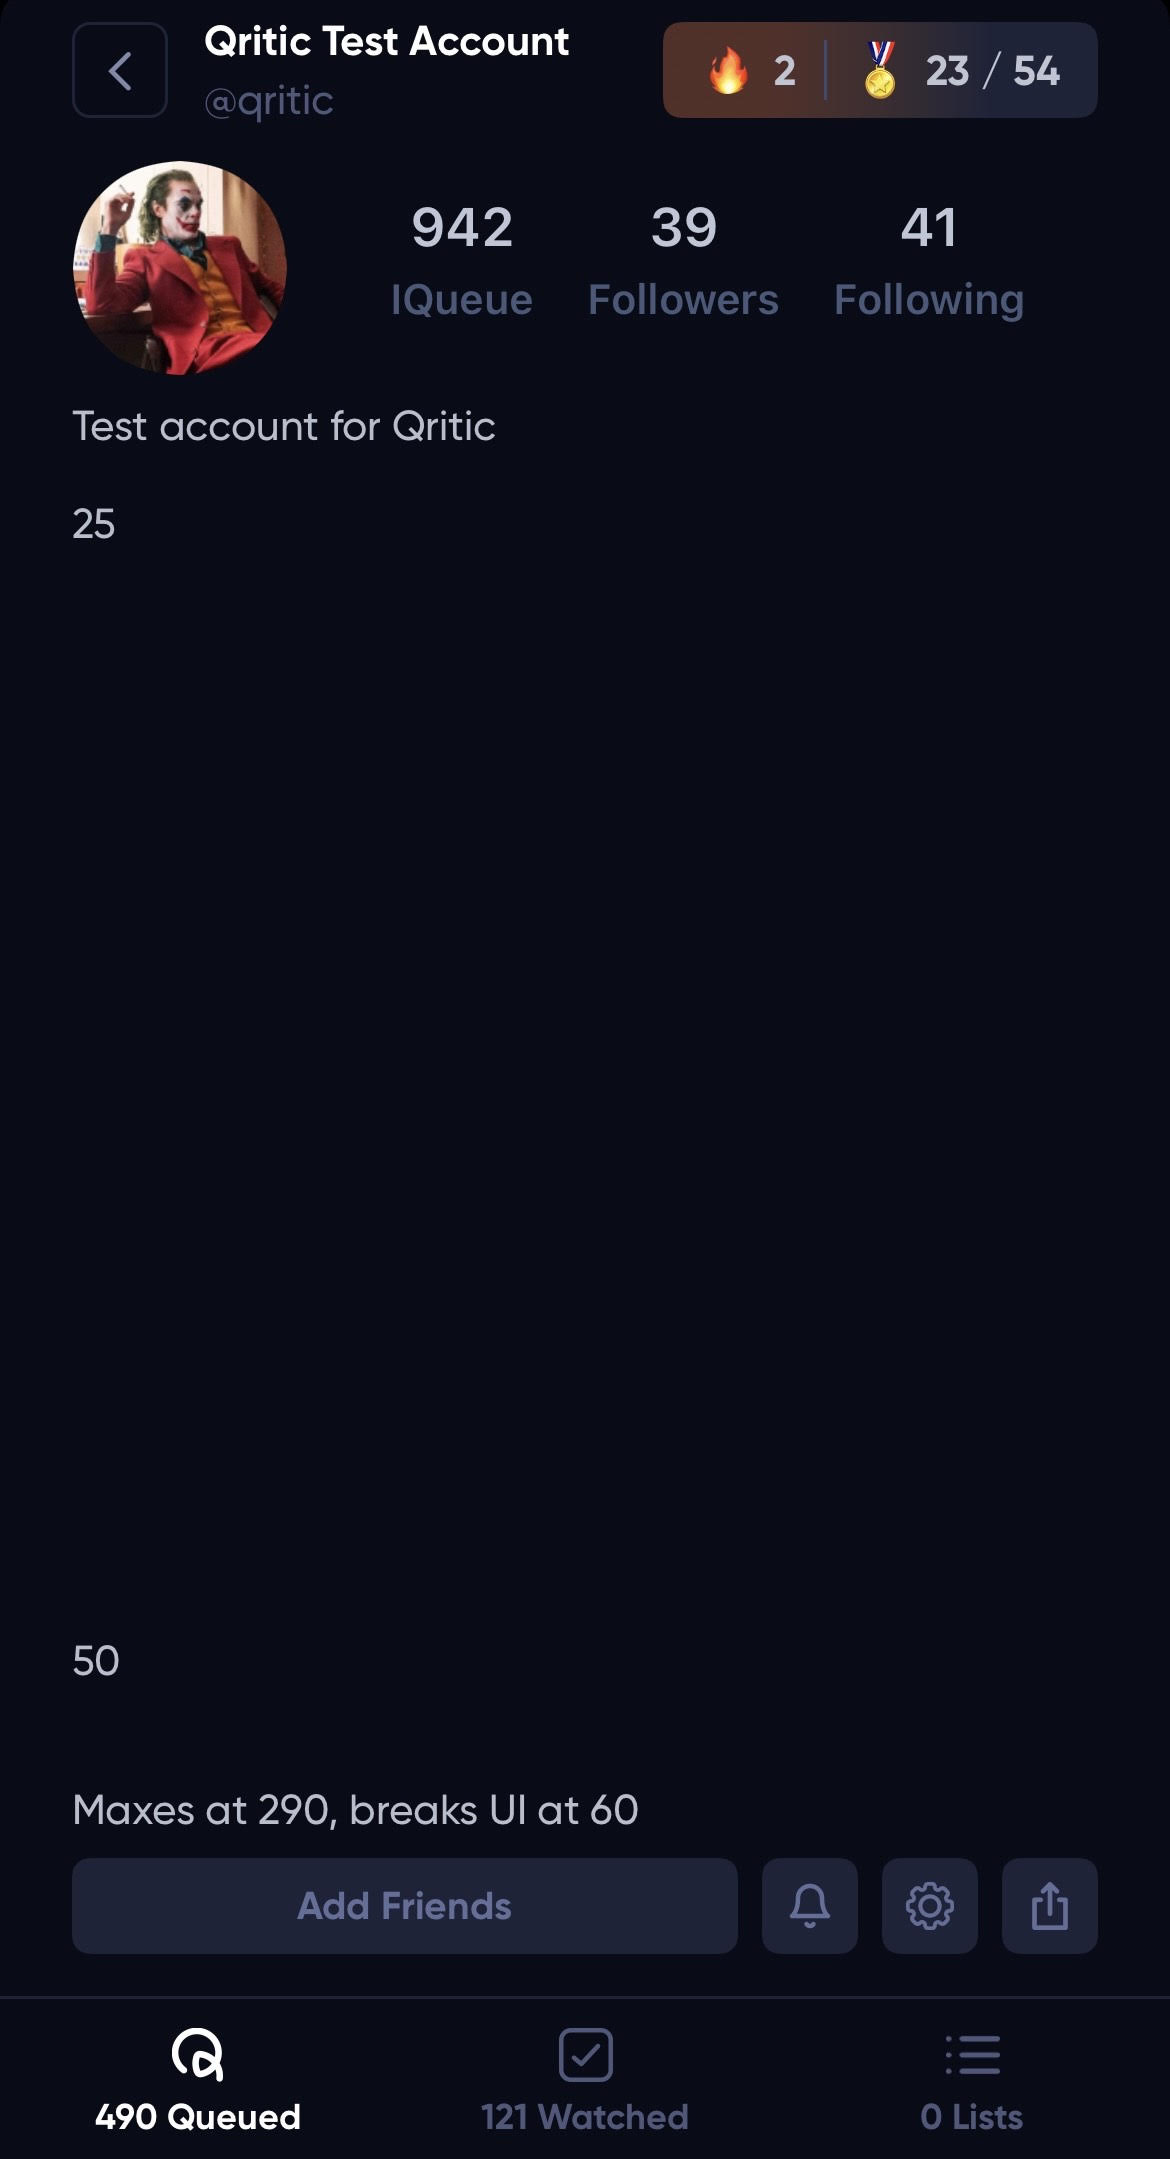 Qritic Test Account
@qritic
2
23 / 54
942
IQueue
39
Followers
41
Following
Test account for Qritic
25
50
Maxes at 290, breaks UI at 60
Add Friends
490 Queued
121 Watched
0 Lists